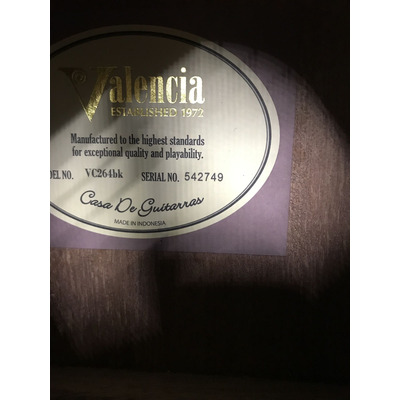 Valencia
ESTABLISHED 1972
Manufactured to the highest standards
for exceptional quality and playability.
DEL NO. VC264bk SERIAL NO. 542749
Casa De Guitarras
MADE IN INDONESIA